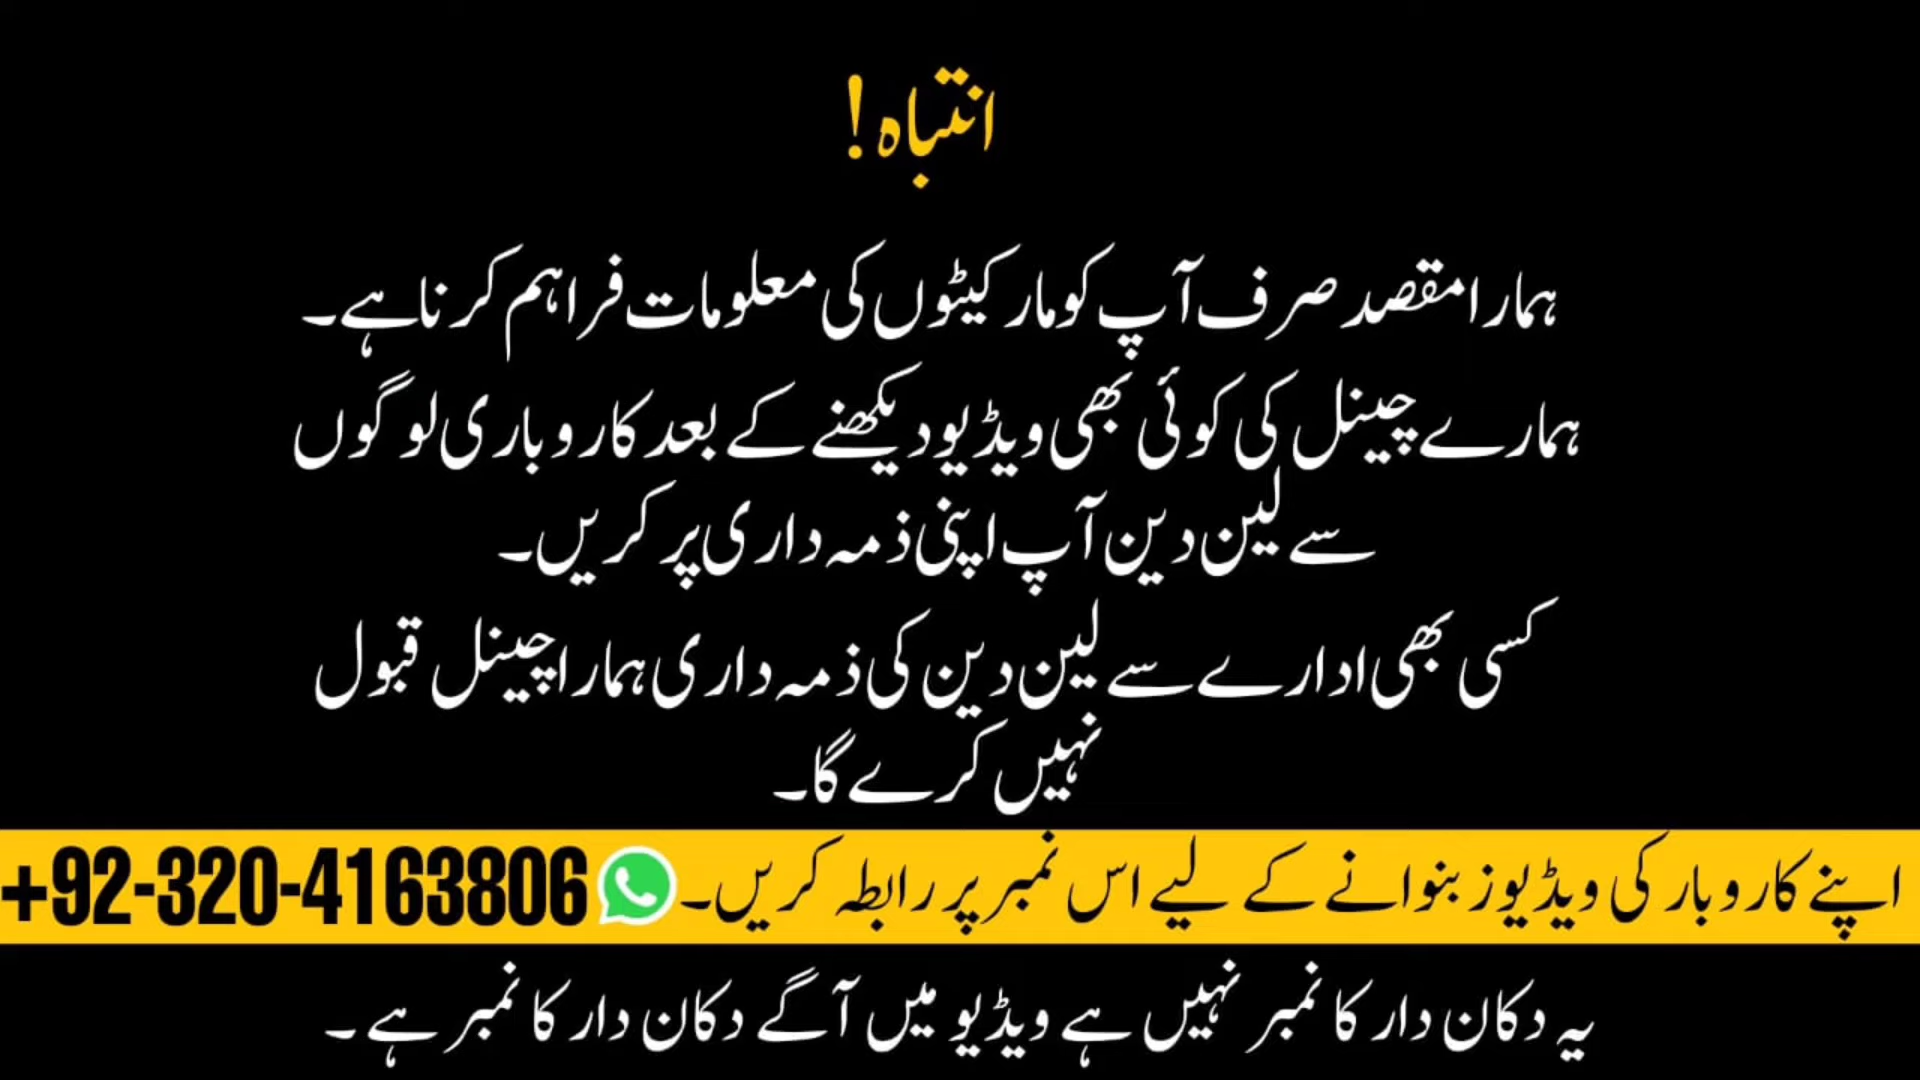 انتباہ!
ہمارا مقصد صرف آپ کو مارکیٹوں کی معلومات فراہم کرنا ہے۔
ہمارے چینل کی کوئی بھی ویڈیو دیکھنے کے بعد کاروباری لوگوں
سے لین دین آپ اپنی ذمہ داری پر کریں۔
کسی بھی ادارے سے لین دین کی ذمہ داری ہمارا چینل قبول
نہیں کرے گا۔
اپنے کاروبار کی ویڈیوز بنوانے کے لیے اس نمبر پر رابطہ کریں۔ +92-320-4163806
یہ دکان دار کا نمبر نہیں ہے ویڈیو میں آگے دکان دار کا نمبر ہے۔